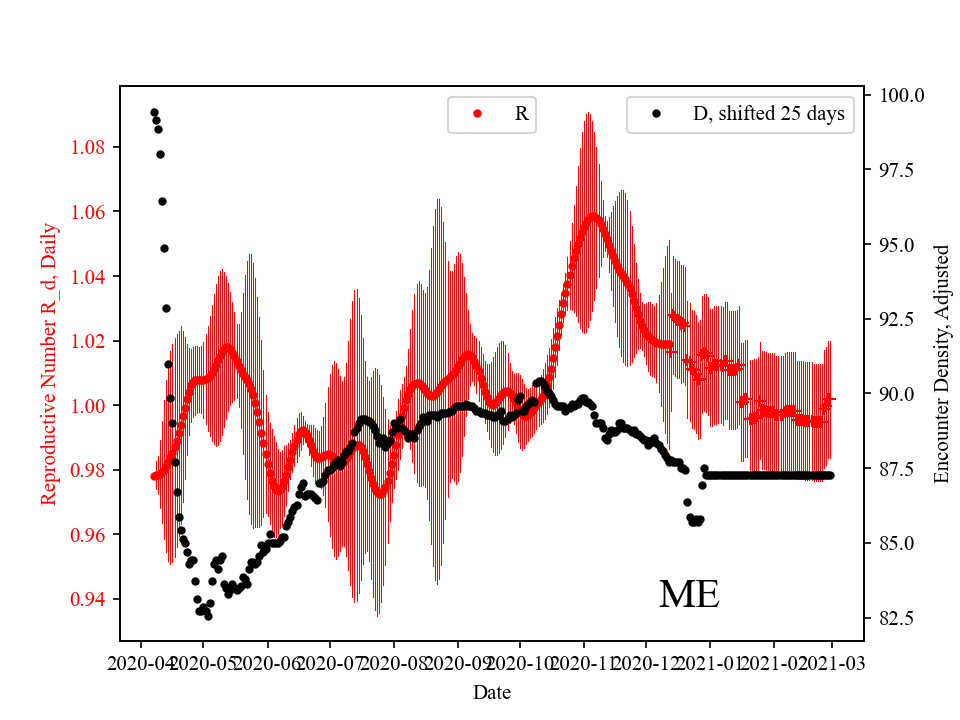 R
D, shifted 25 days
Reproductive Number R_d, Daily
1.08
1.06
1.04
1.02
1.00
0.98
0.96
0.94
100.0
97.5
95.0
92.5
90.0
87.5
85.0
82.5
Encounter Density, Adjusted
ME
2020-04 2020-05 2020-06 2020-07 2020-08 2020-09 2020-10 2020-11 2020-12 2021-01 2021-02 2021-03
Date